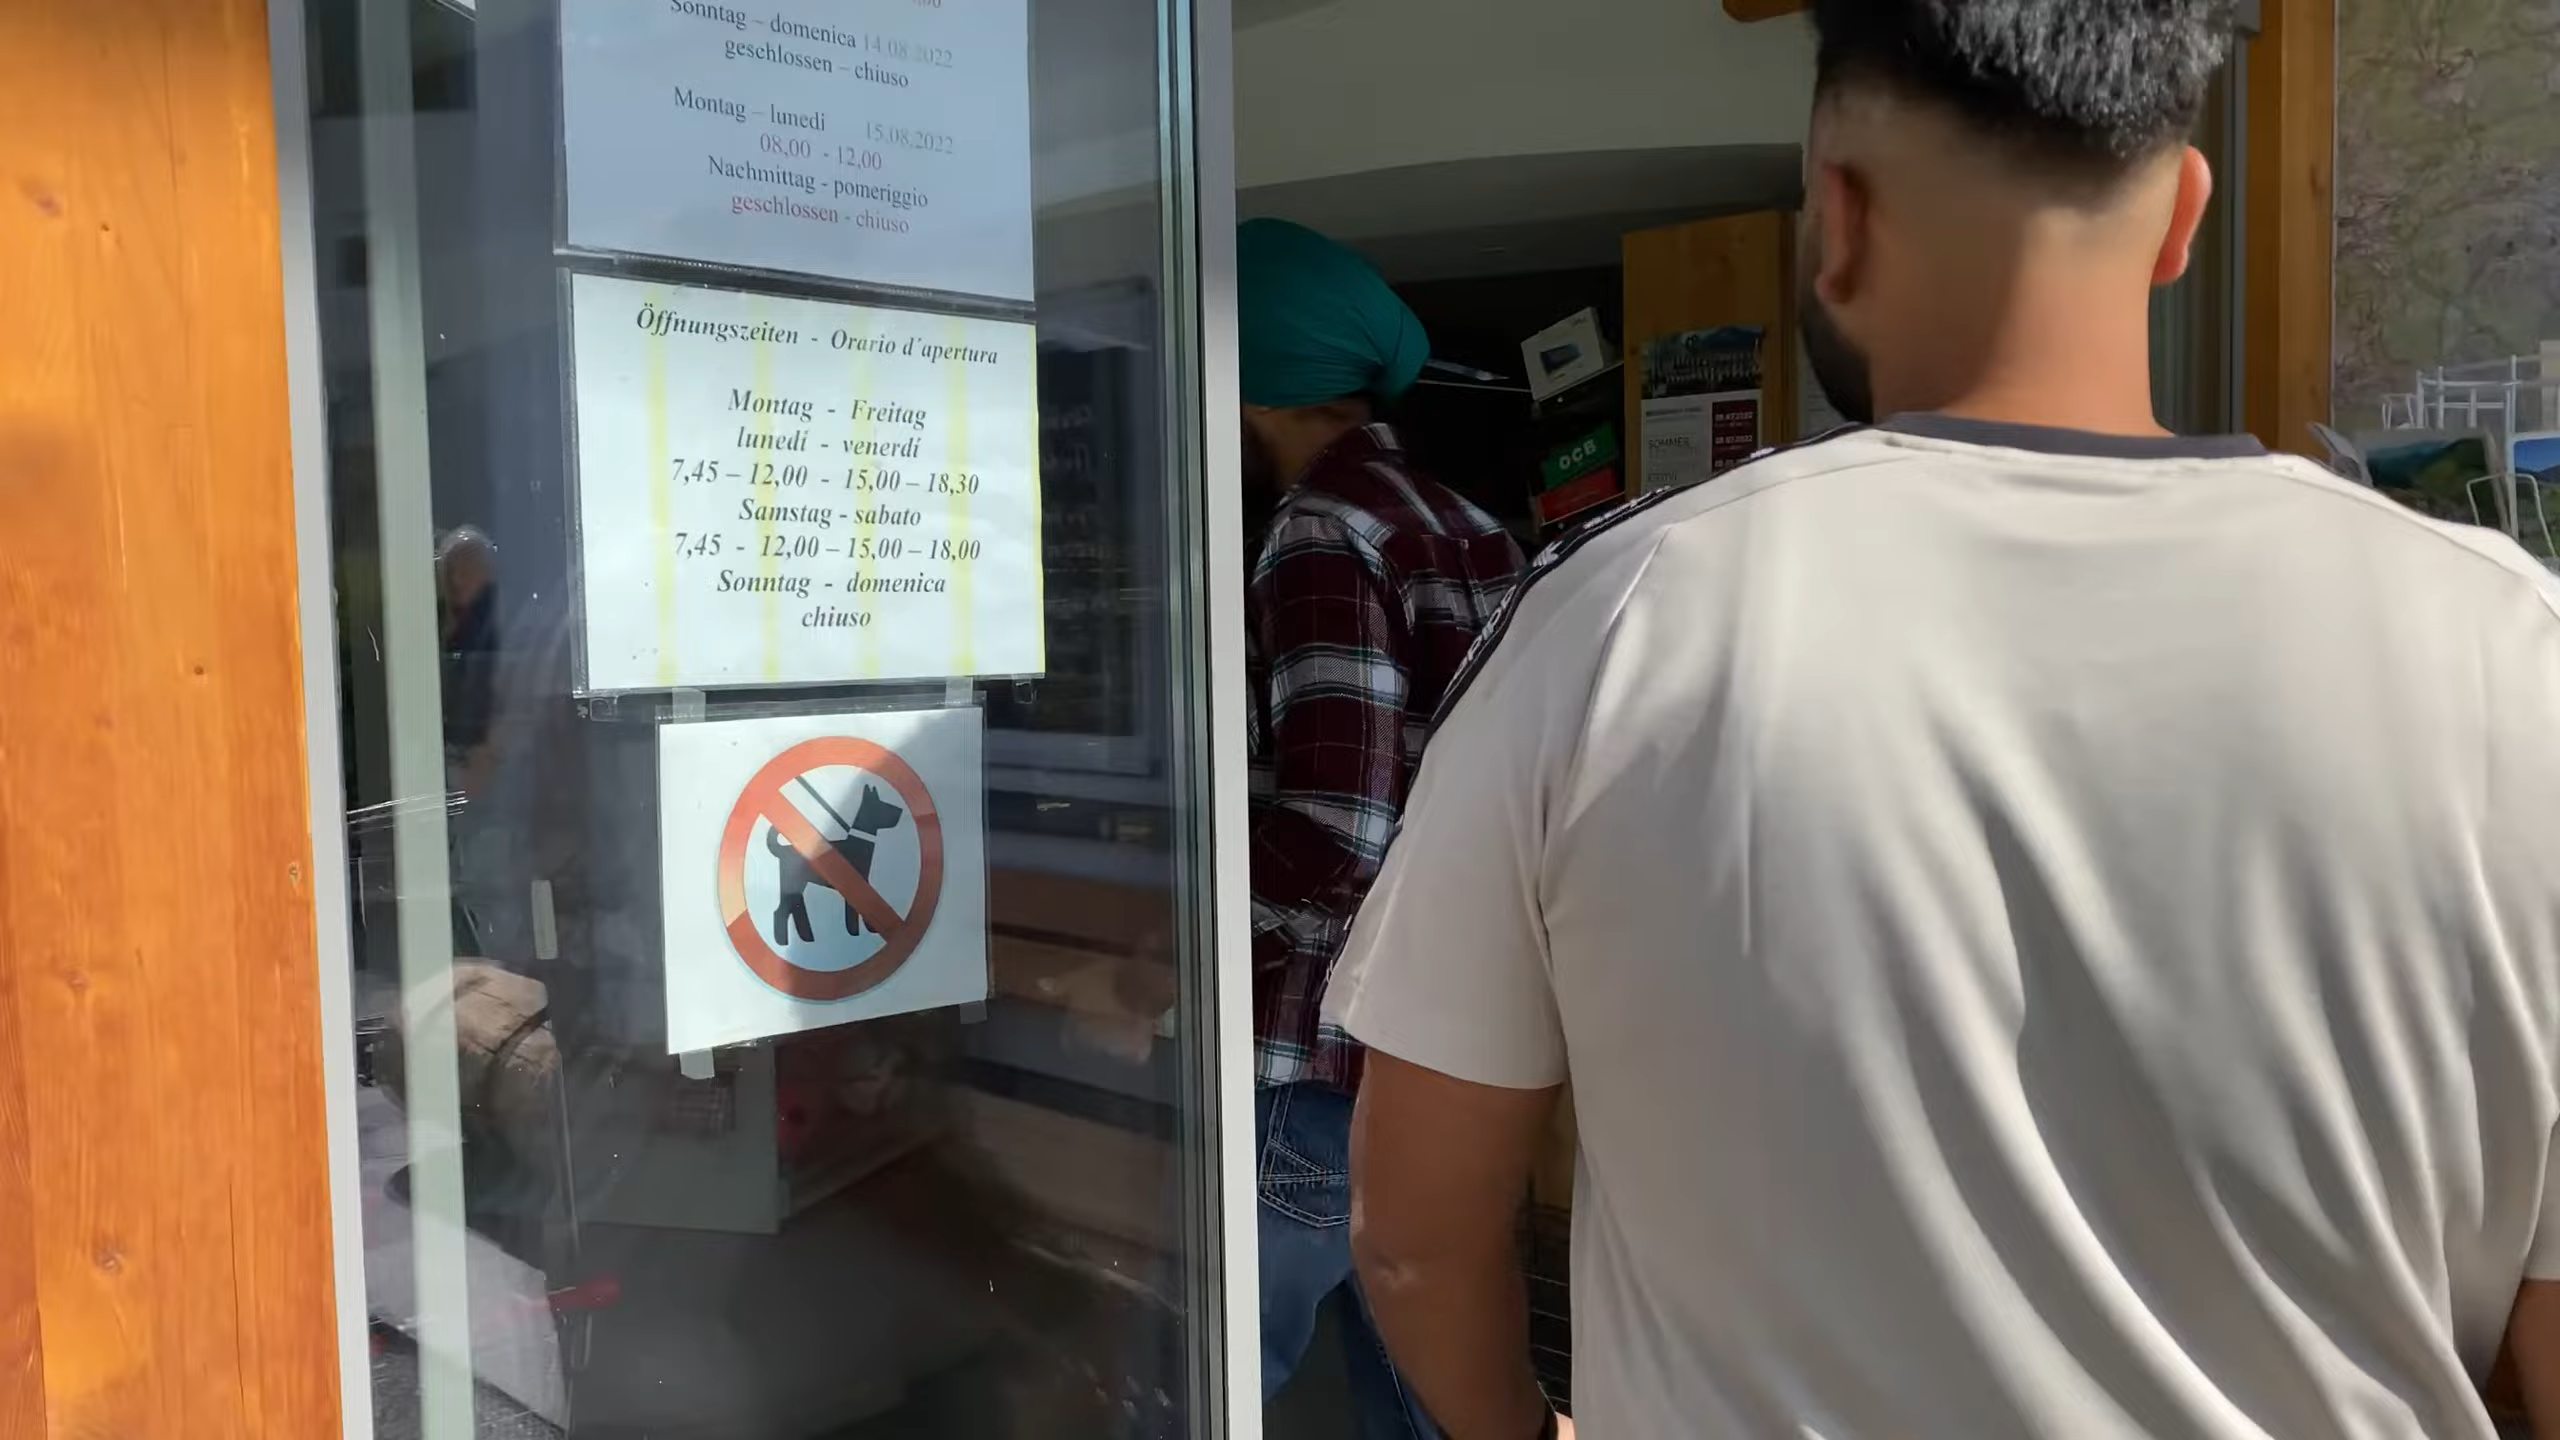 Sonntag – domenica 14.08.2022
geschlossen – chiuso
Montag – lunedi 15.08.2022
08,00 - 12,00
Nachmittag - pomeriggio
geschlossen - chiuso
Öffnungszeiten - Orario d´apertura
Montag - Freitag
lunedí - venerdí
7,45 – 12,00 - 15,00 – 18,30
Samstag - sabato
7,45 - 12,00 – 15,00 – 18,00
Sonntag - domenica
chiuso
OCB
SOMMER